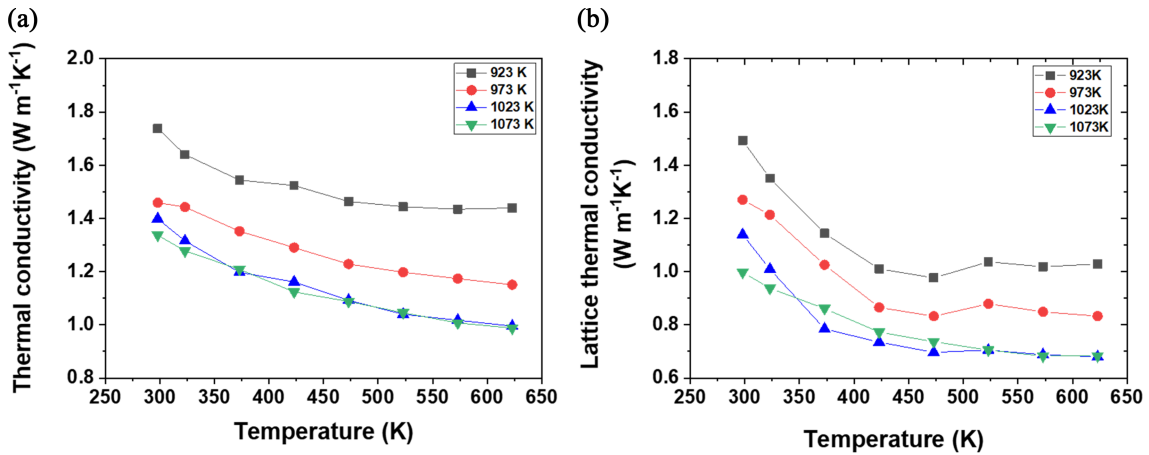 (a)
Thermal conductivity (W m⁻¹K⁻¹)
2.0
1.8
1.6
1.4
1.2
1.0
0.8
250 300 350 400 450 500 550 600 650
Temperature (K)
923 K
973 K
1023 K
1073 K
(b)
Lattice thermal conductivity
(W m⁻¹K⁻¹)
1.8
1.6
1.4
1.2
1.0
0.8
0.6
250 300 350 400 450 500 550 600 650
Temperature (K)
923K
973K
1023K
1073K